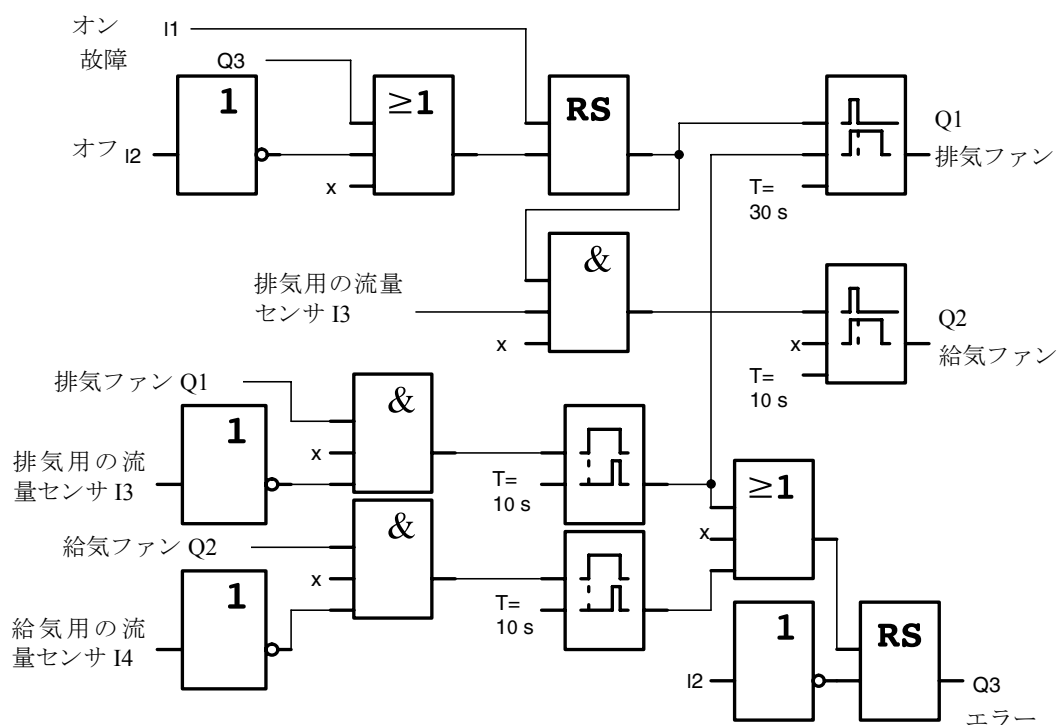 オン I1
故障 Q3
1
≥1
RS
Q1
排気ファン
オフ I2
x
T=
30 s
&
排気用の流量
センサ I3
x
Q2
給気ファン
x
T=
10 s
排気ファン Q1
1
&
排気用の流
量センサ I3
x
T=
10 s
≥1
x
給気ファン Q2
&
x
1
T=
10 s
給気用の流
量センサ I4
1
RS
I2
Q3
エラー